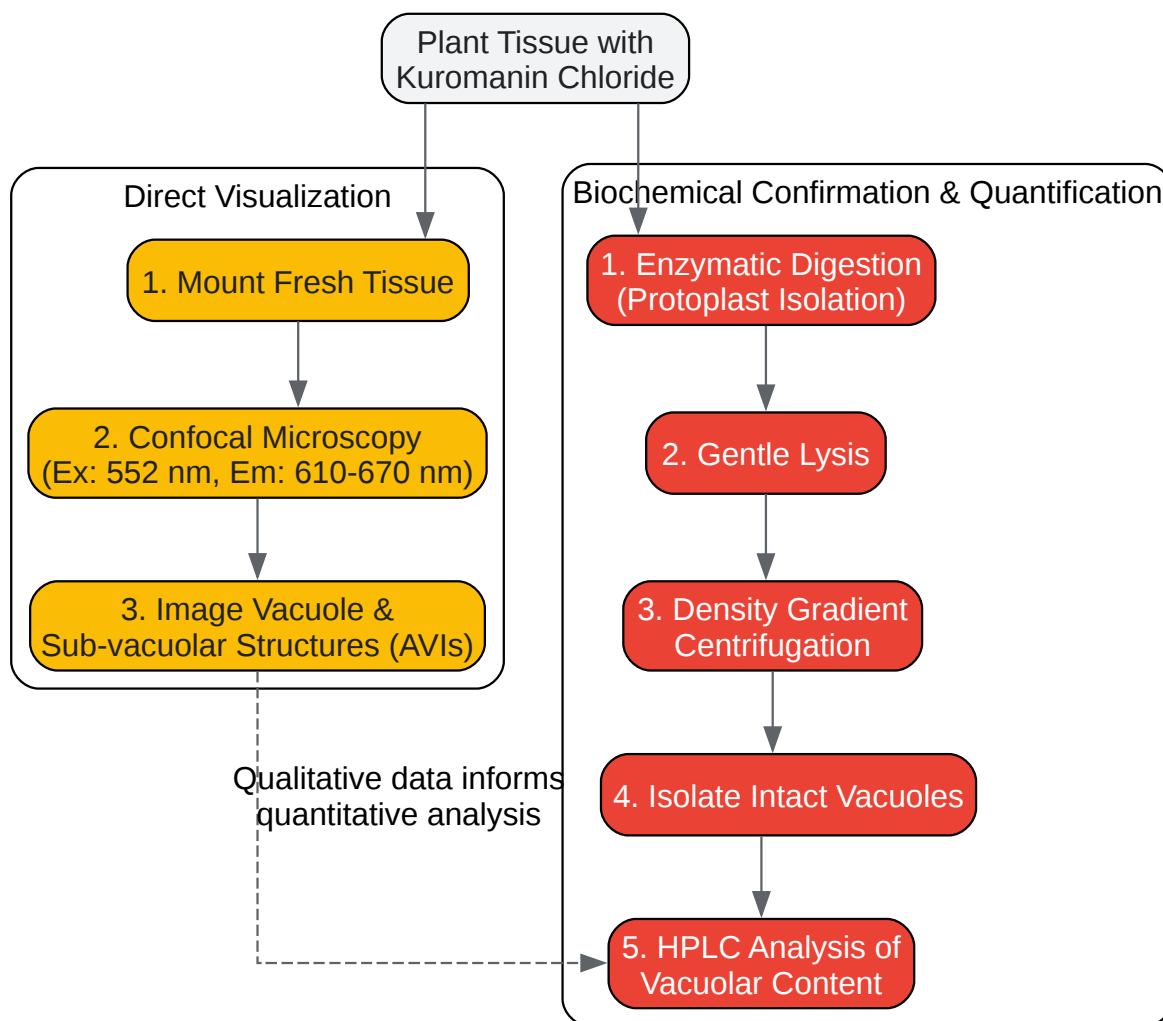 Plant Tissue with
Kuromanin Chloride
Direct Visualization
1. Mount Fresh Tissue
2. Confocal Microscopy
(Ex: 552 nm, Em: 610-670 nm)
3. Image Vacuole &
Sub-vacuolar Structures (AVIs)
Qualitative data informs
quantitative analysis
Biochemical Confirmation & Quantification
1. Enzymatic Digestion
(Protoplast Isolation)
2. Gentle Lysis
3. Density Gradient
Centrifugation
4. Isolate Intact Vacuoles
5. HPLC Analysis of
Vacuolar Content